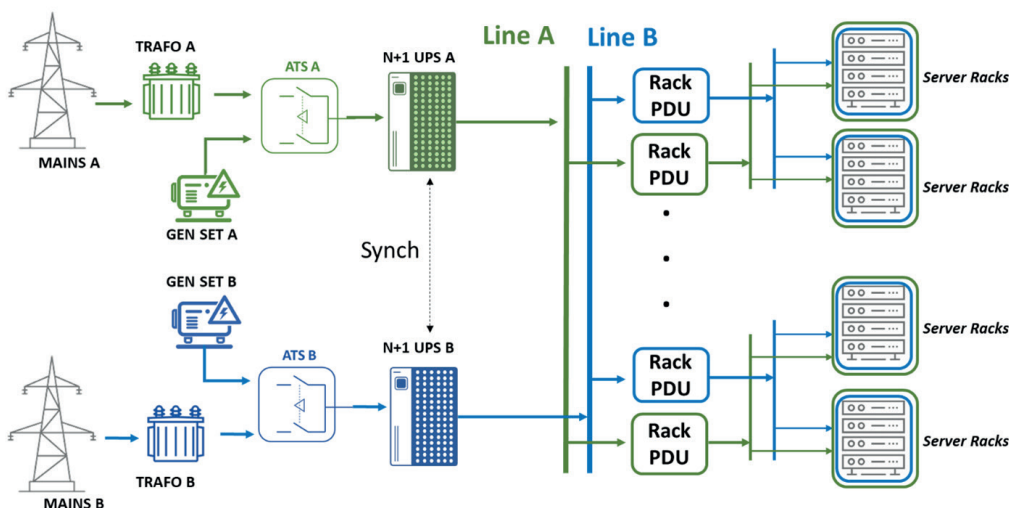 TRAFO A
MAINS A
GEN SET A
ATS A
N+1 UPS A
Line A
Line B
Rack
PDU
Server Racks
Rack
PDU
Server Racks
Synch
GEN SET B
MAINS B
TRAFO B
ATS B
N+1 UPS B
Rack
PDU
Server Racks
Rack
PDU
Server Racks